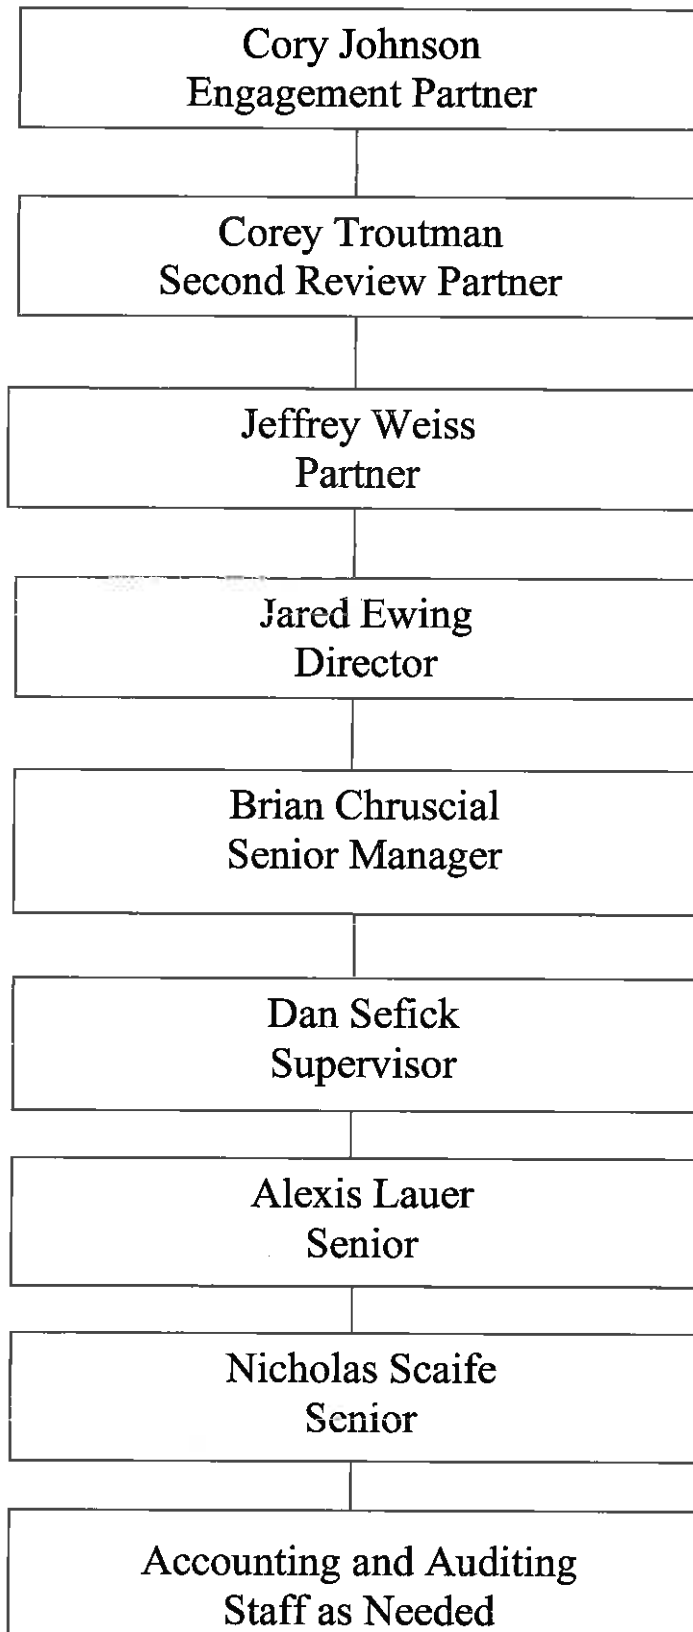 Cory Johnson
Engagement Partner
Corey Troutman
Second Review Partner
Jeffrey Weiss
Partner
Jared Ewing
Director
Brian Chruscial
Senior Manager
Dan Sefick
Supervisor
Alexis Lauer
Senior
Nicholas Scaife
Senior
Accounting and Auditing
Staff as Needed